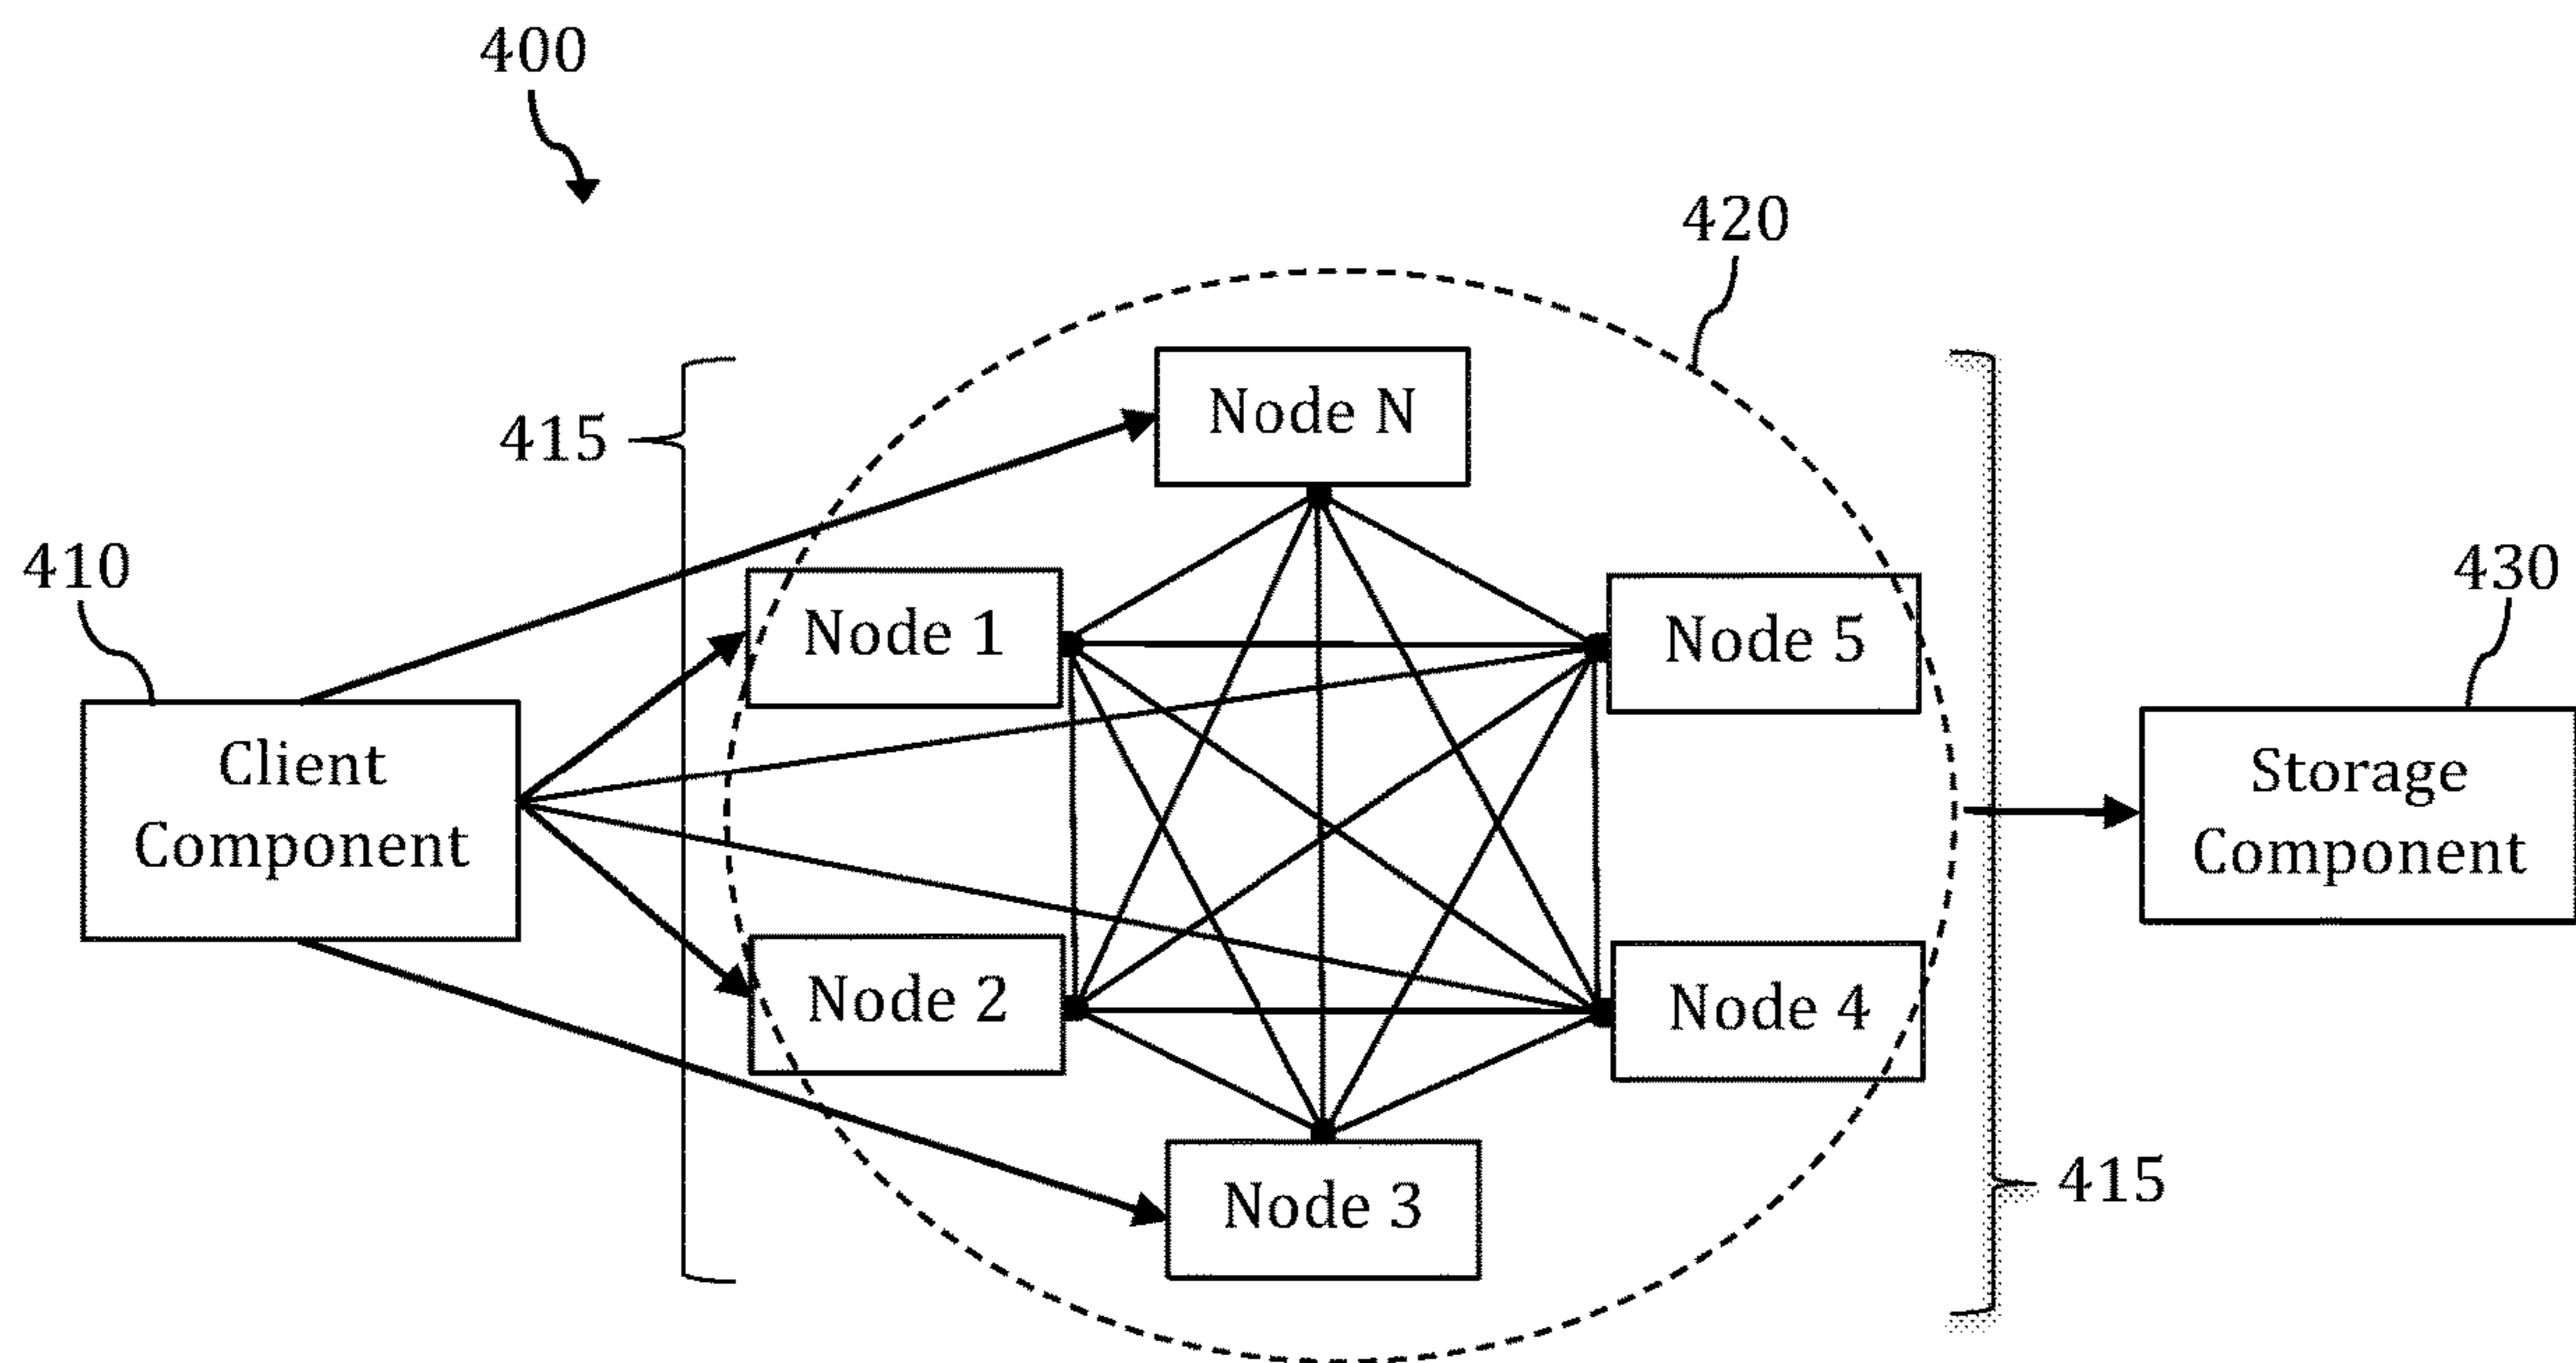 400
420
415
Node N
410
430
Node 1
Node 5
Client
Component
Storage
Component
Node 2
Node 4
Node 3
415